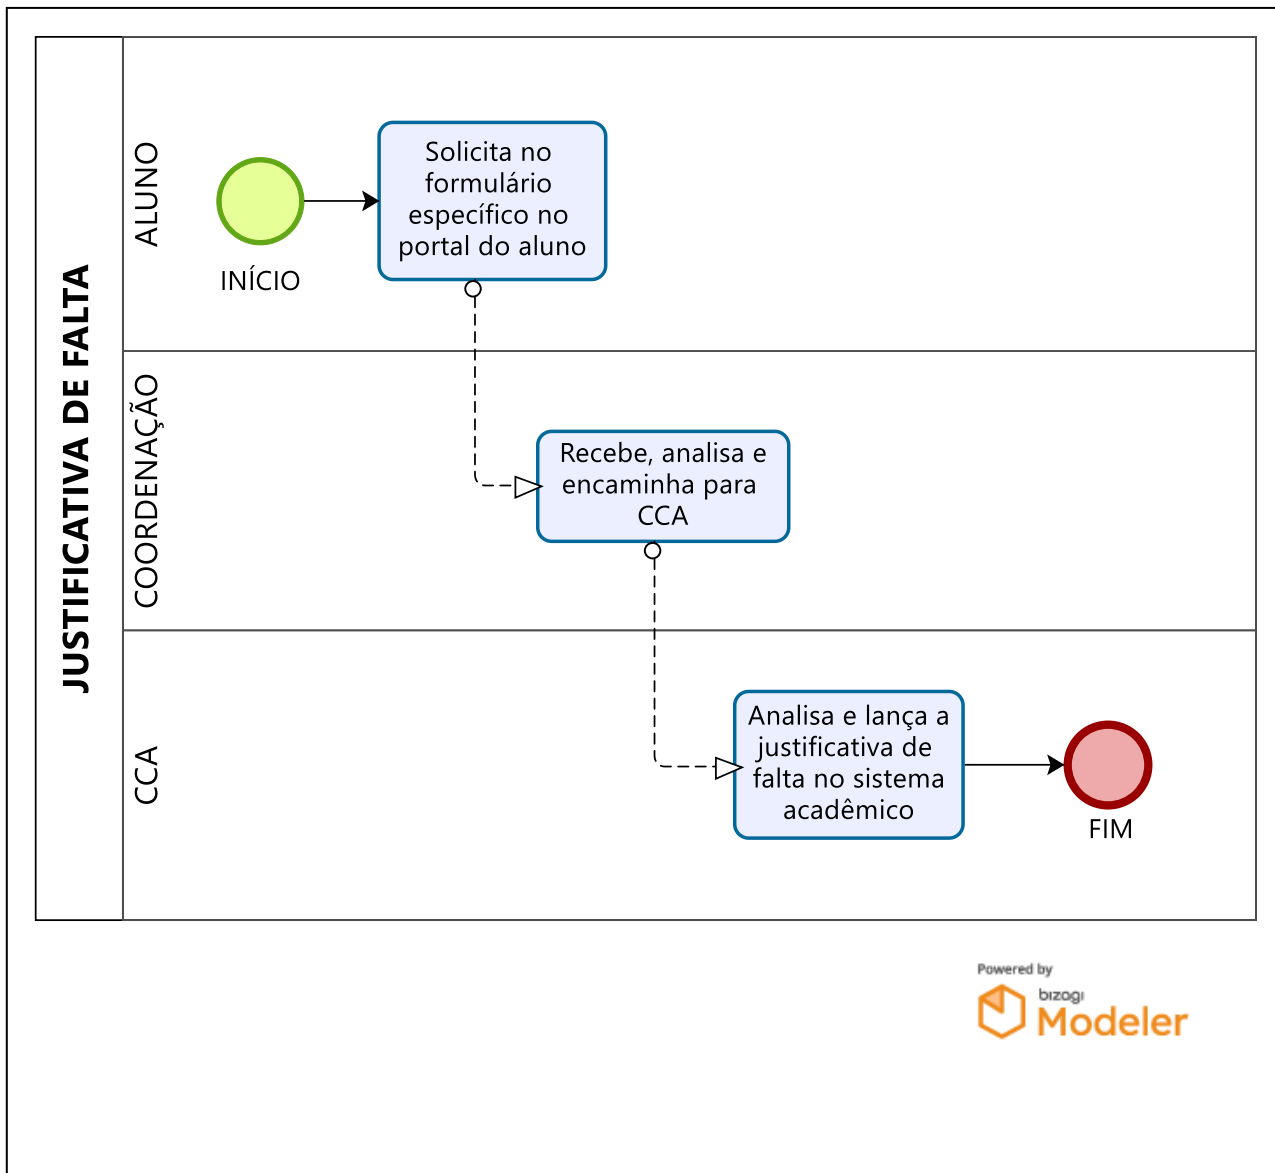 JUSTIFICATIVA DE FALTA
ALUNO
INÍCIO
Solicita no
formulário
específico no
portal do aluno
COORDENAÇÃO
Recebe, analisa e
encaminha para
CCA
CCA
Analisa e lança a
justificativa de
falta no sistema
acadêmico
FIM
Powered by
bizagi
Modeler